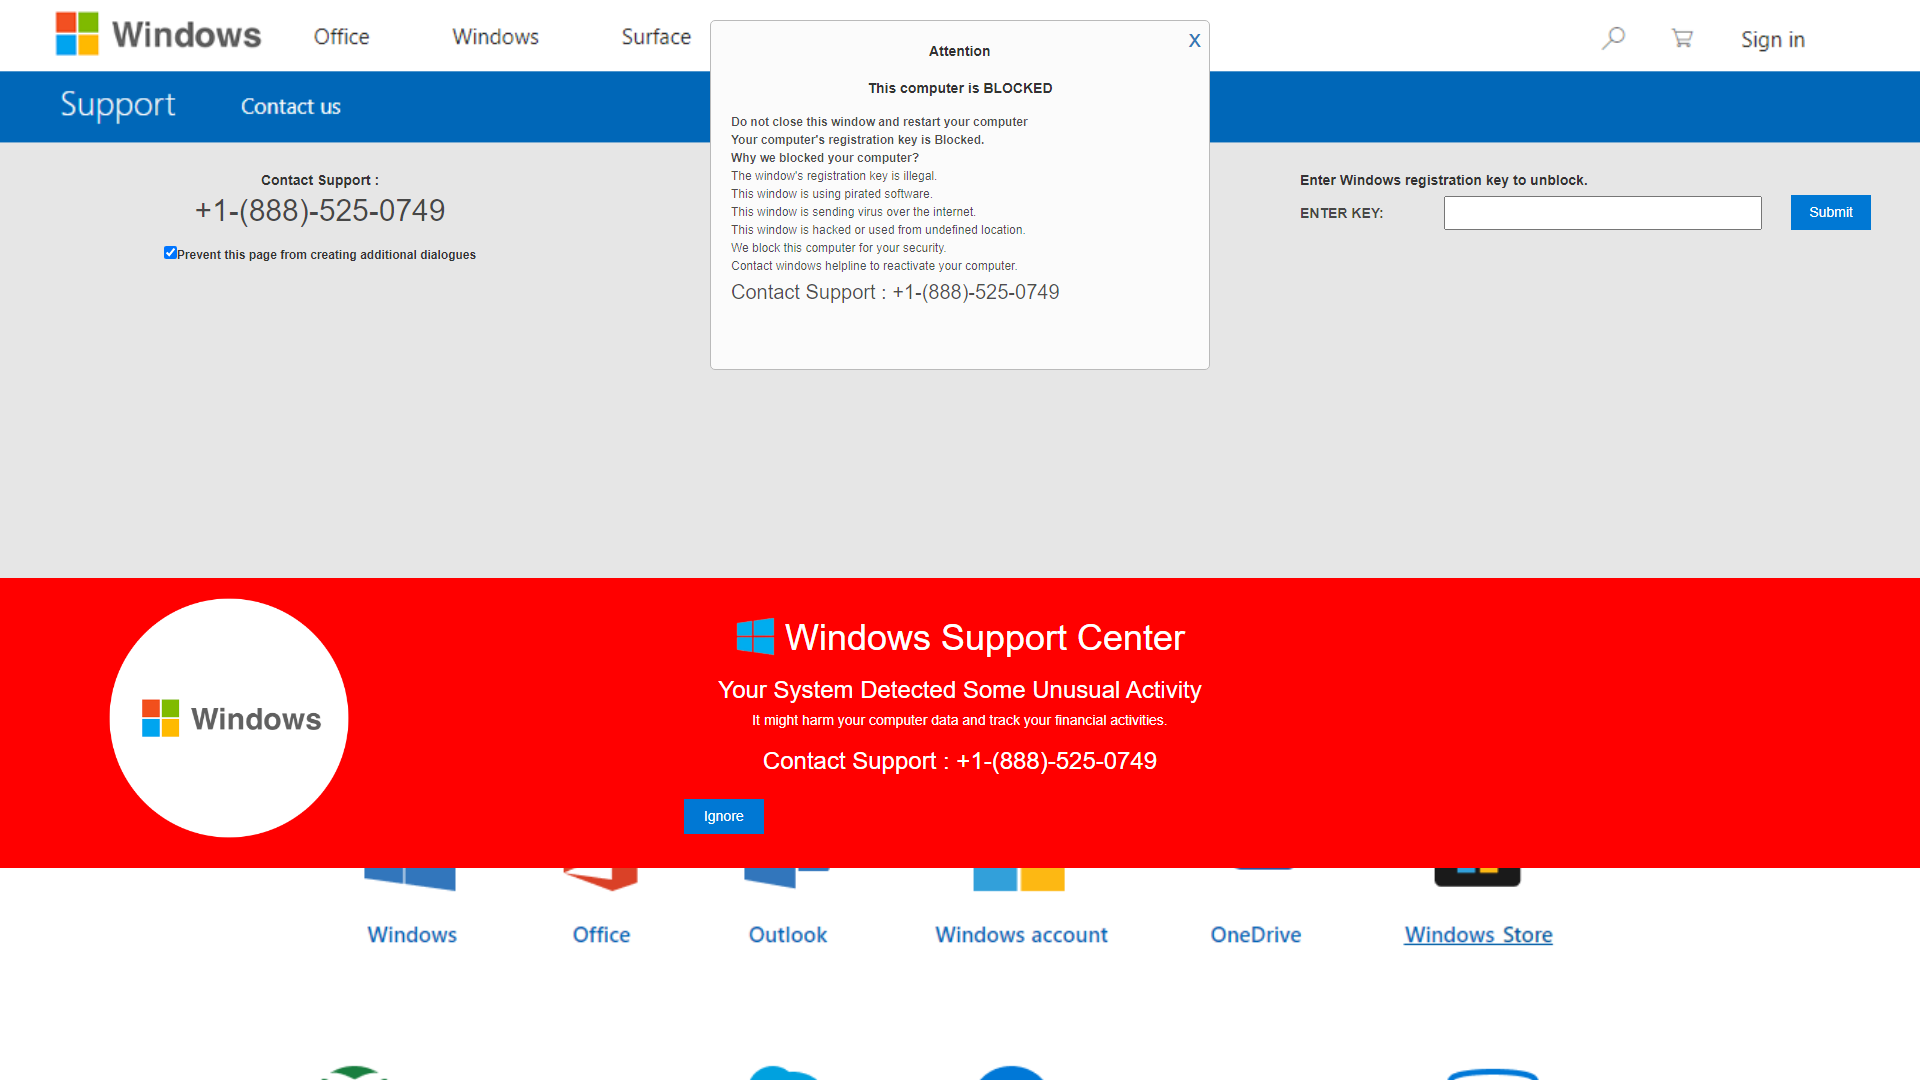 Windows Office Windows Surface Sign in
Support Contact us
Contact Support :
+1-(888)-525-0749
Prevent this page from creating additional dialogues
X
Attention
This computer is BLOCKED
Do not close this window and restart your computer
Your computer's registration key is Blocked.
Why we blocked your computer?
The window's registration key is illegal.
This window is using pirated software.
This window is sending virus over the internet.
This window is hacked or used from undefined location.
We block this computer for your security.
Contact windows helpline to reactivate your computer.
Contact Support : +1-(888)-525-0749
Enter Windows registration key to unblock.
ENTER KEY: Submit
Windows
Windows Support Center
Your System Detected Some Unusual Activity
It might harm your computer data and track your financial activities.
Contact Support : +1-(888)-525-0749
Ignore
Windows Office Outlook Windows account OneDrive Windows Store